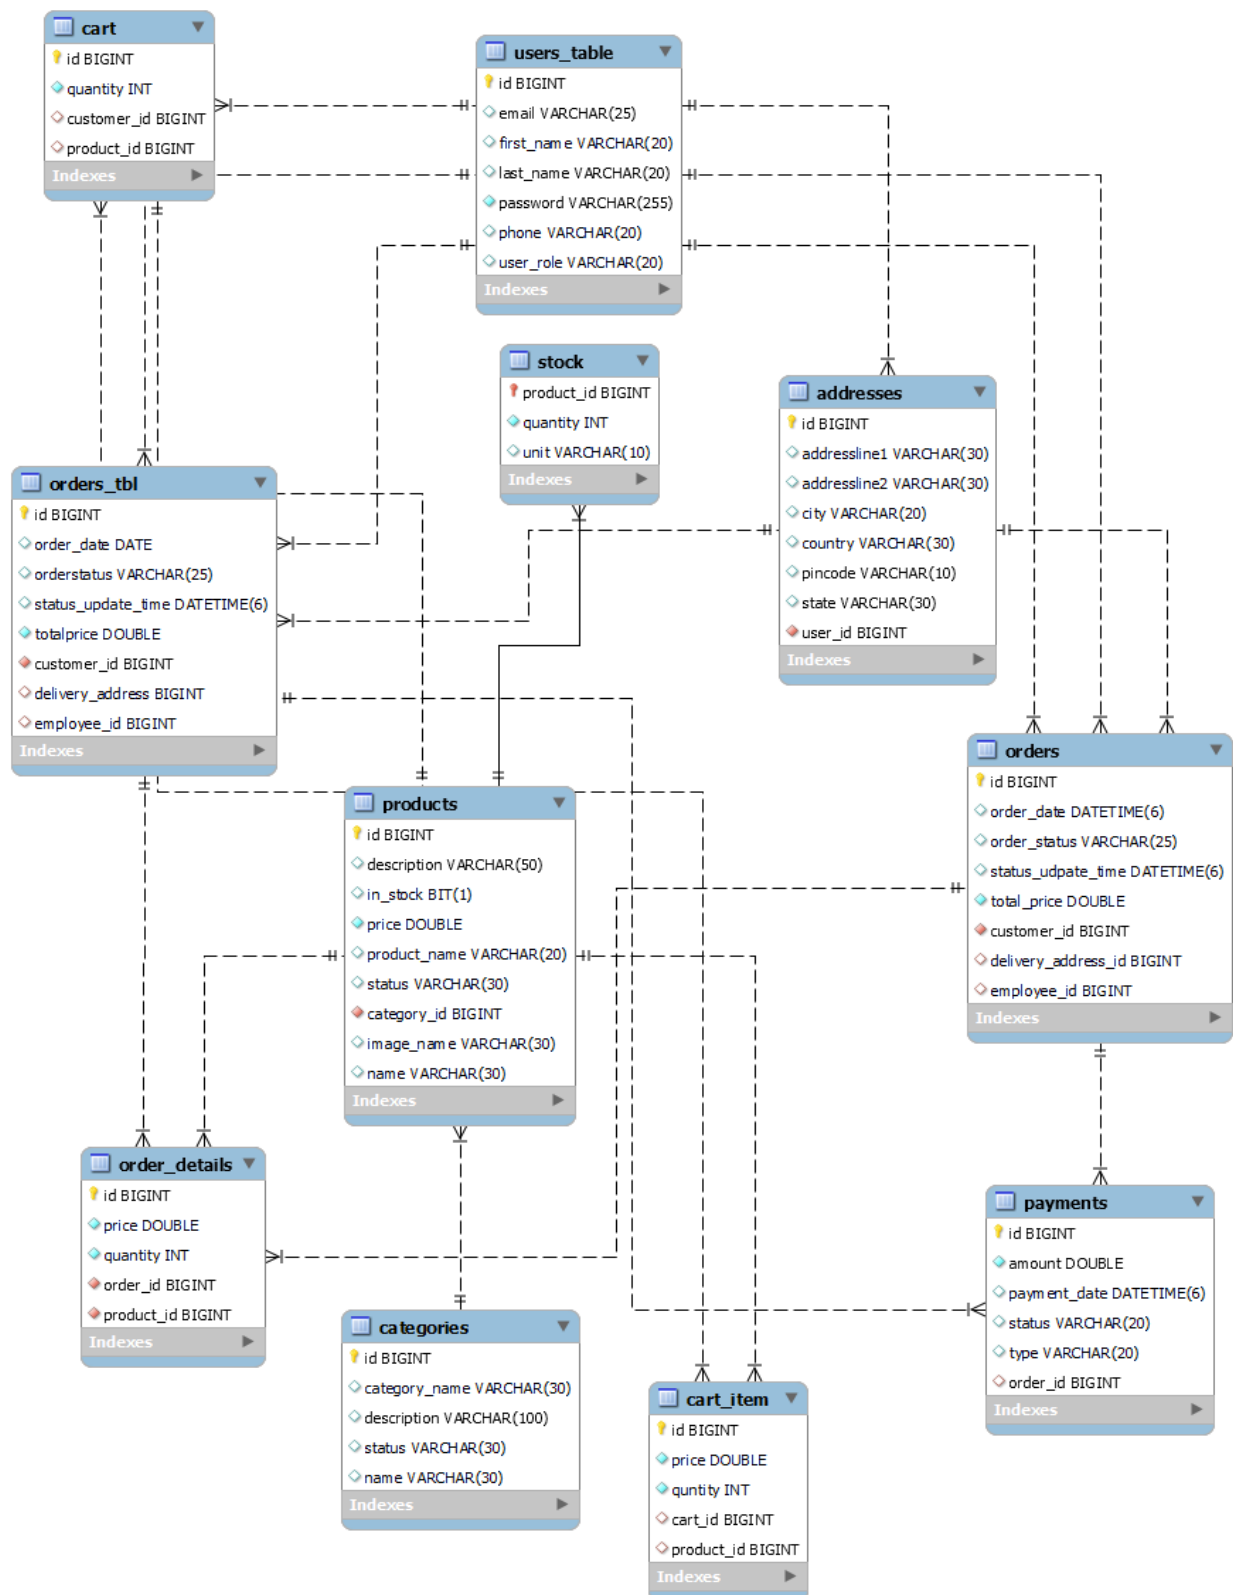 cart
id BIGINT
quantity INT
customer_id BIGINT
product_id BIGINT
Indexes
users_table
id BIGINT
email VARCHAR(25)
first_name VARCHAR(20)
last_name VARCHAR(20)
password VARCHAR(255)
phone VARCHAR(20)
user_role VARCHAR(20)
Indexes
stock
product_id BIGINT
quantity INT
unit VARCHAR(10)
Indexes
addresses
id BIGINT
addressline1 VARCHAR(30)
addressline2 VARCHAR(30)
city VARCHAR(20)
country VARCHAR(30)
pincode VARCHAR(10)
state VARCHAR(30)
user_id BIGINT
Indexes
orders_tbl
id BIGINT
order_date DATE
orderstatus VARCHAR(25)
status_update_time DATETIME(6)
totalprice DOUBLE
customer_id BIGINT
delivery_address BIGINT
employee_id BIGINT
Indexes
products
id BIGINT
description VARCHAR(50)
in_stock BIT(1)
price DOUBLE
product_name VARCHAR(20)
status VARCHAR(30)
category_id BIGINT
image_name VARCHAR(30)
name VARCHAR(30)
Indexes
orders
id BIGINT
order_date DATETIME(6)
order_status VARCHAR(25)
status_udpate_time DATETIME(6)
total_price DOUBLE
customer_id BIGINT
delivery_address_id BIGINT
employee_id BIGINT
Indexes
order_details
id BIGINT
price DOUBLE
quantity INT
order_id BIGINT
product_id BIGINT
Indexes
categories
id BIGINT
category_name VARCHAR(30)
description VARCHAR(100)
status VARCHAR(30)
name VARCHAR(30)
Indexes
cart_item
id BIGINT
price DOUBLE
quntity INT
cart_id BIGINT
product_id BIGINT
Indexes
payments
id BIGINT
amount DOUBLE
payment_date DATETIME(6)
status VARCHAR(20)
type VARCHAR(20)
order_id BIGINT
Indexes